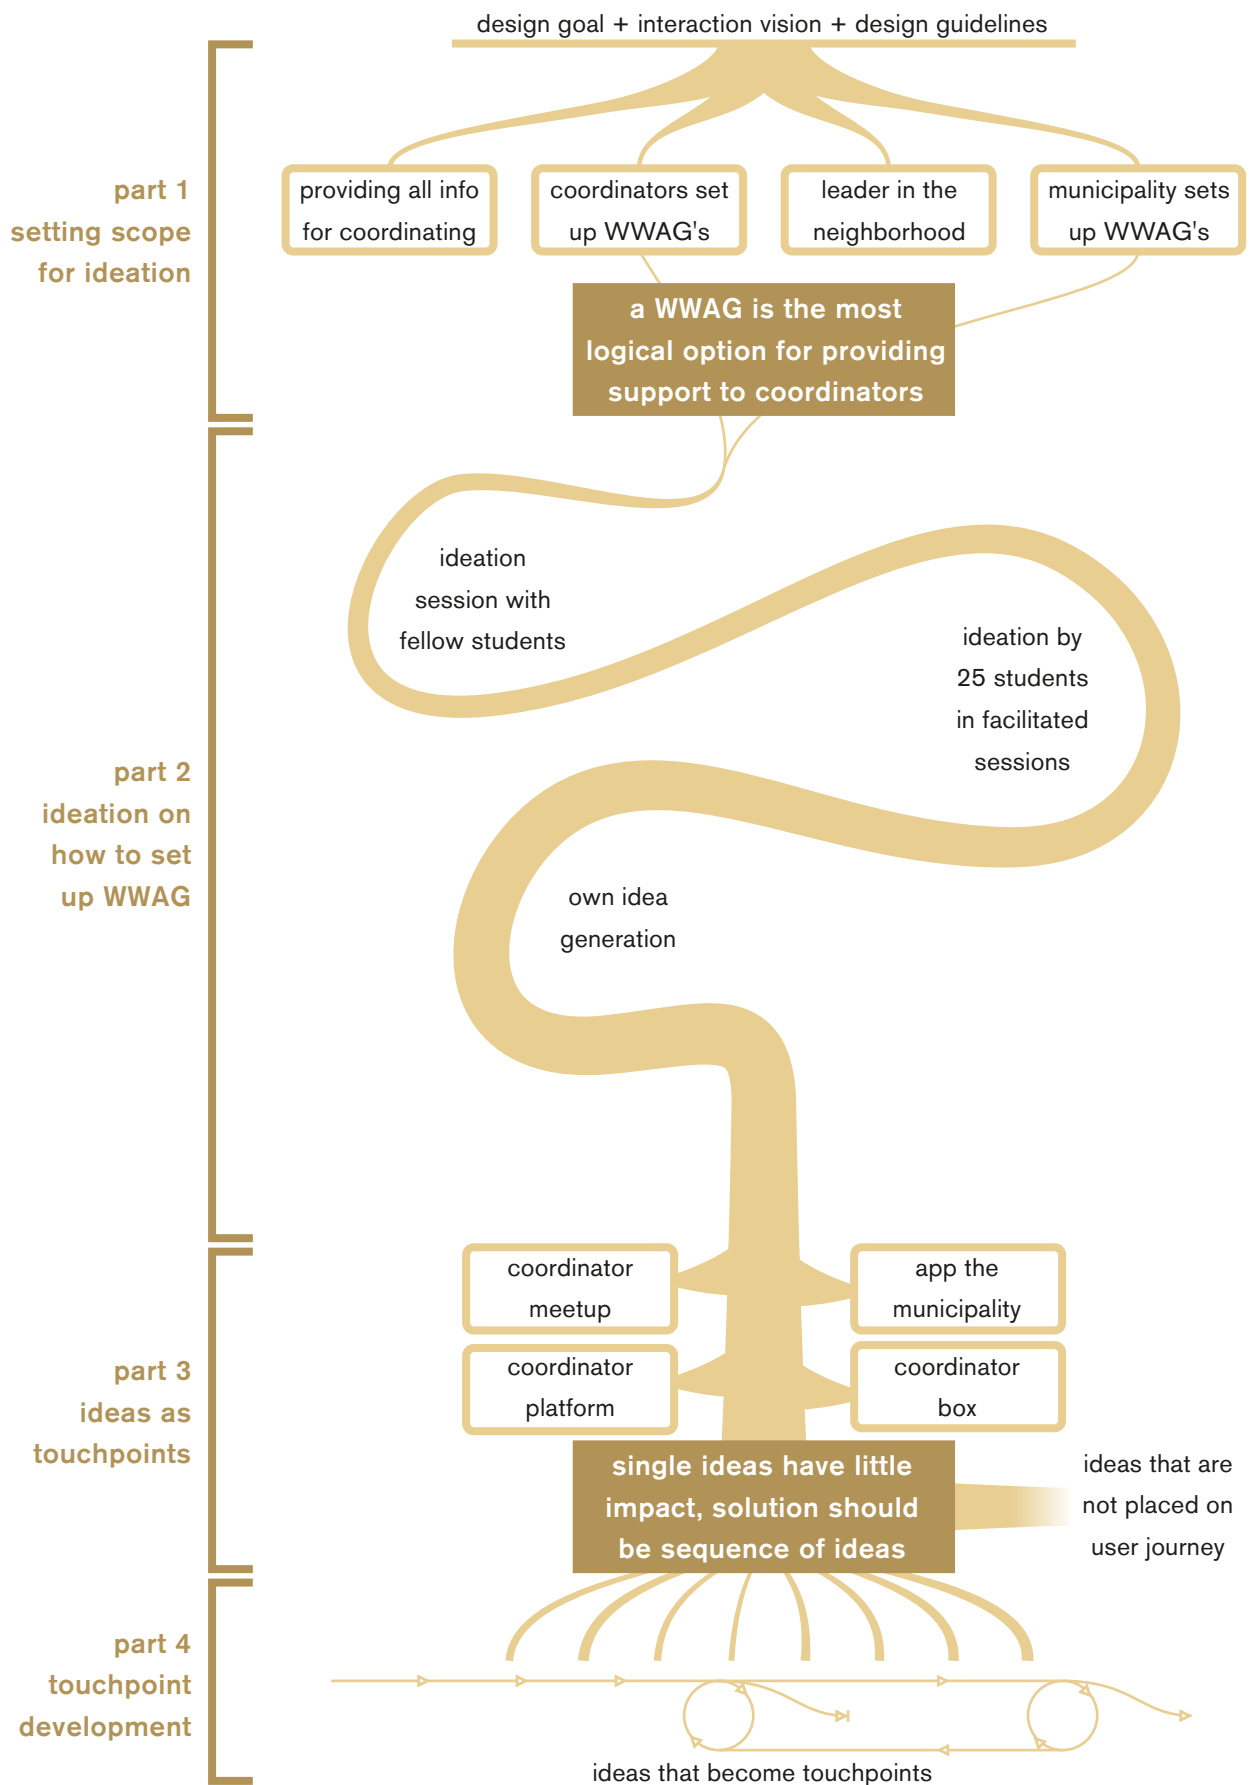 design goal + interaction vision + design guidelines
part 1
setting scope
for ideation
providing all info
for coordinating
coordinators set
up WWAG's
leader in the
neighborhood
municipality sets
up WWAG's
a WWAG is the most
logical option for providing
support to coordinators
part 2
ideation on
how to set
up WWAG
ideation
session with
fellow students
ideation by
25 students
in facilitated
sessions
own idea
generation
part 3
ideas as
touchpoints
coordinator
meetup
app the
municipality
coordinator
platform
coordinator
box
single ideas have little
impact, solution should
be sequence of ideas
ideas that are
not placed on
user journey
part 4
touchpoint
development
ideas that become touchpoints